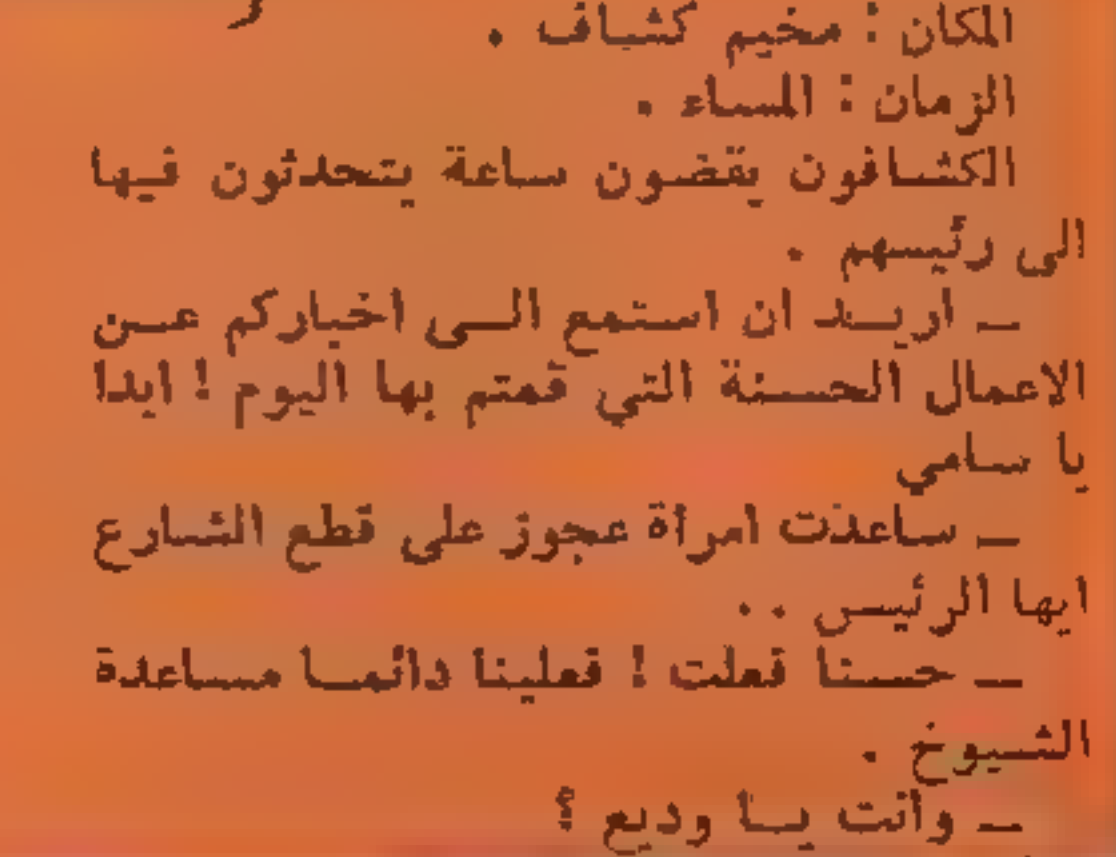 المكان : مخيم كشاف .
الزمان : المساء .
الكشافون يقضون ساعة يتحدثون فيها
الى رئيسهم .
ـ اريد ان استمع الى اخباركم عن
الاعمال الحسنة التي قمتم بها اليوم ! ابدا
يا سامي
ـ ساعدت امرأة عجوز على قطع الشارع
ايها الرئيس . .
ـ حسنا فعلت ! فعلينا دائما مساعدة
الشيوخ .
ـ وانت يا وديع ؟